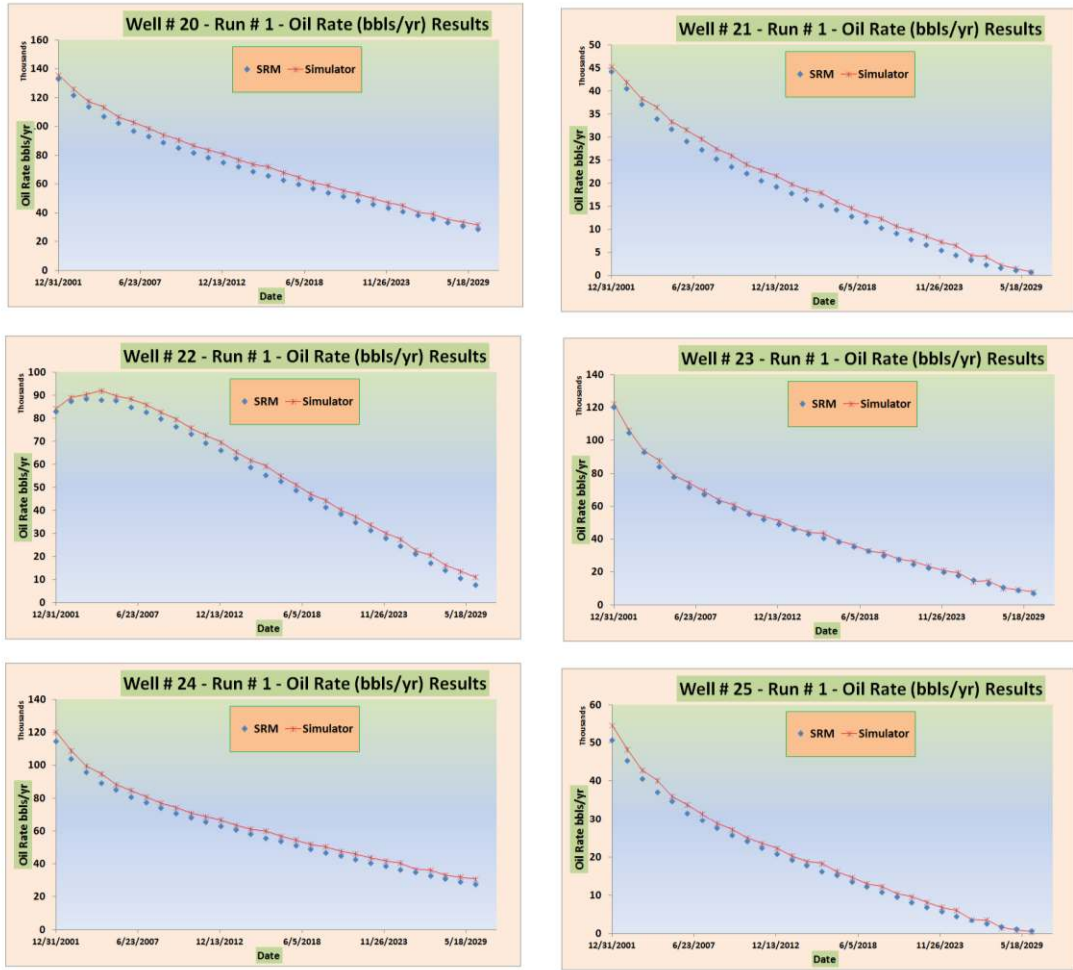 Well # 20 - Run # 1 - Oil Rate (bbls/yr) Results
Thousands
SRM Simulator
160
140
120
100
80
60
40
20
0
Oil Rate bbls/yr
12/31/2001 6/23/2007 12/13/2012 6/5/2018 11/26/2023 5/18/2029
Date
Well # 21 - Run # 1 - Oil Rate (bbls/yr) Results
Thousands
SRM Simulator
50
45
40
35
30
25
20
15
10
5
0
Oil Rate bbls/yr
12/31/2001 6/23/2007 12/13/2012 6/5/2018 11/26/2023 5/18/2029
Date
Well # 22 - Run # 1 - Oil Rate (bbls/yr) Results
Thousands
SRM Simulator
100
90
80
70
60
50
40
30
20
10
0
Oil Rate bbls/yr
12/31/2001 6/23/2007 12/13/2012 6/5/2018 11/26/2023 5/18/2029
Date
Well # 23 - Run # 1 - Oil Rate (bbls/yr) Results
Thousands
SRM Simulator
140
120
100
80
60
40
20
0
Oil Rate bbls/yr
12/31/2001 6/23/2007 12/13/2012 6/5/2018 11/26/2023 5/18/2029
Date
Well # 24 - Run # 1 - Oil Rate (bbls/yr) Results
Thousands
SRM Simulator
140
120
100
80
60
40
20
0
Oil Rate bbls/yr
12/31/2001 6/23/2007 12/13/2012 6/5/2018 11/26/2023 5/18/2029
Date
Well # 25 - Run # 1 - Oil Rate (bbls/yr) Results
Thousands
SRM Simulator
60
50
40
30
20
10
0
Oil Rate bbls/yr
12/31/2001 6/23/2007 12/13/2012 6/5/2018 11/26/2023 5/18/2029
Date